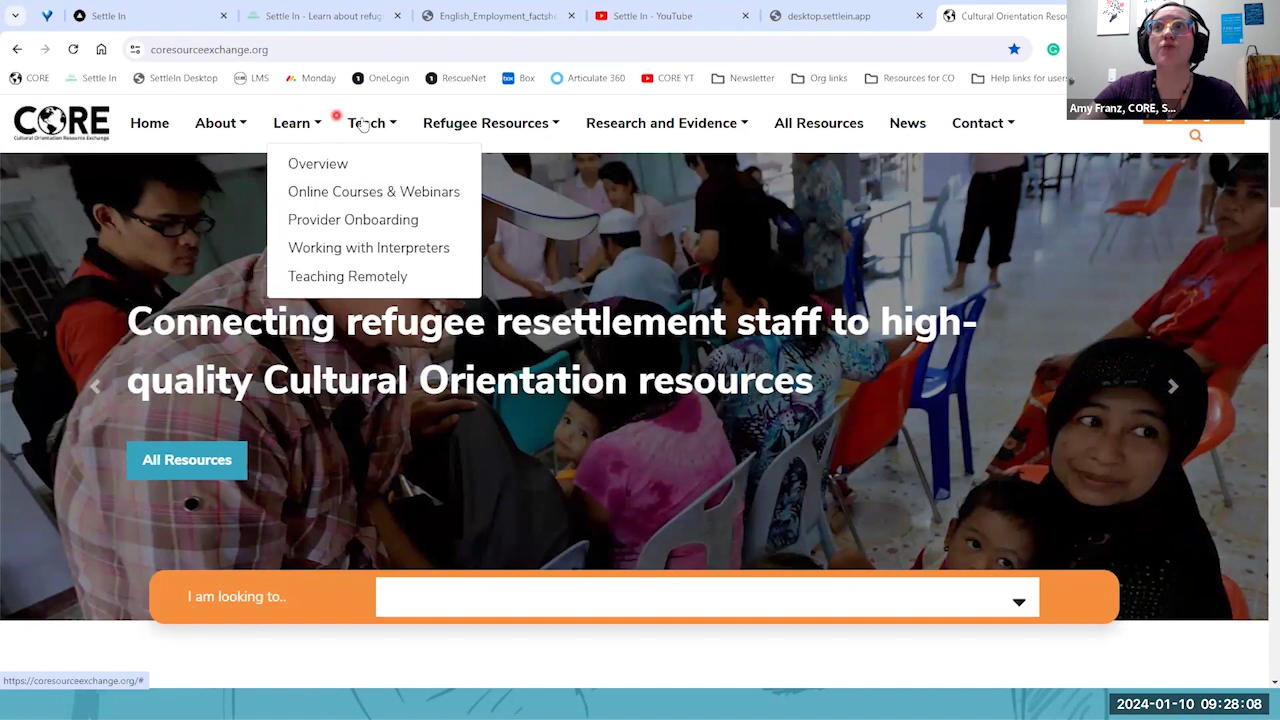 Settle In
Settle In - Learn about refug
English_Employment_facts
Settle In - YouTube
desktop.settlein.app
Cultural Orientation Reso
coresourceexchange.org
CORE
Settle In
SettleIn Desktop
LMS
Monday
OneLogin
RescueNet
Box
Articulate 360
CORE YT
Newsletter
Org links
Resources for CO
Help links for users
Amy Franz, CORE, S...
CORE
Cultural Orientation Resource Exchange
Home
About
Learn
Teach
Refugee Resources
Research and Evidence
All Resources
News
Contact
Overview
Online Courses & Webinars
Provider Onboarding
Working with Interpreters
Teaching Remotely
Connecting refugee resettlement staff to high-
quality Cultural Orientation resources
All Resources
I am looking to..
https://coresourceexchange.org/#
2024-01-10 09:28:08